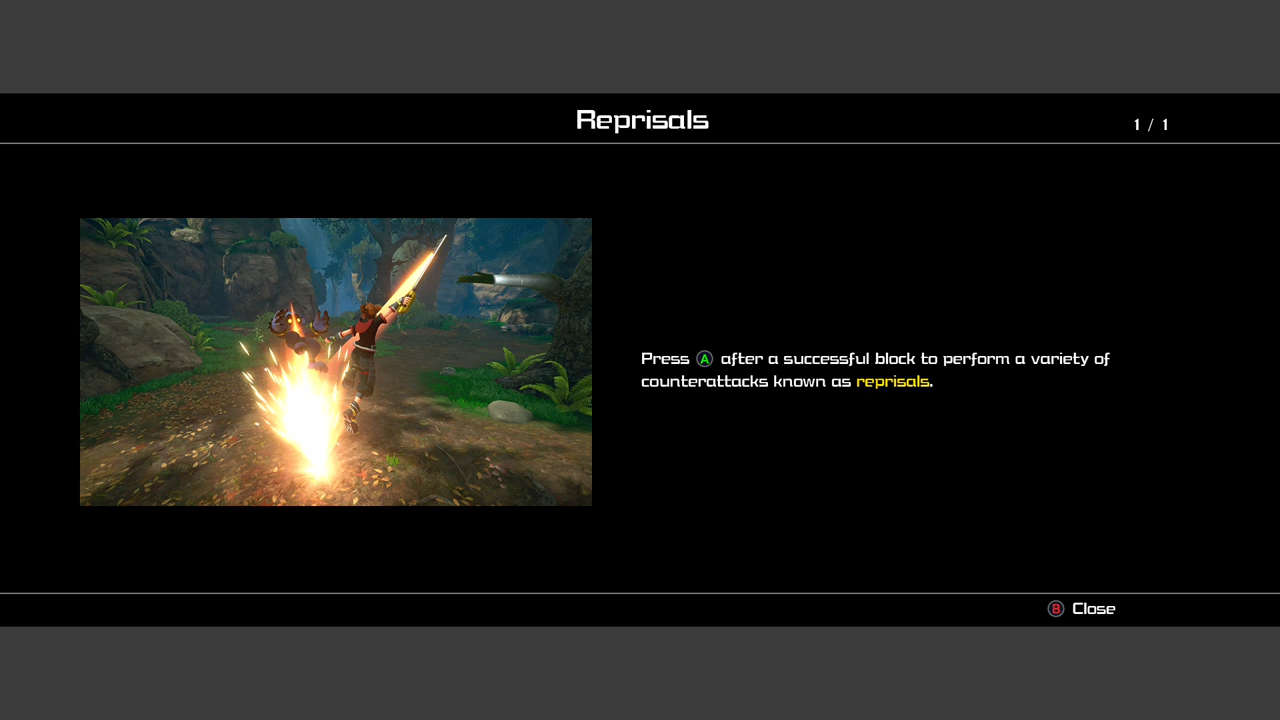 Reprisals
1 / 1
Press A after a successful block to perform a variety of
counterattacks known as reprisals.
B Close